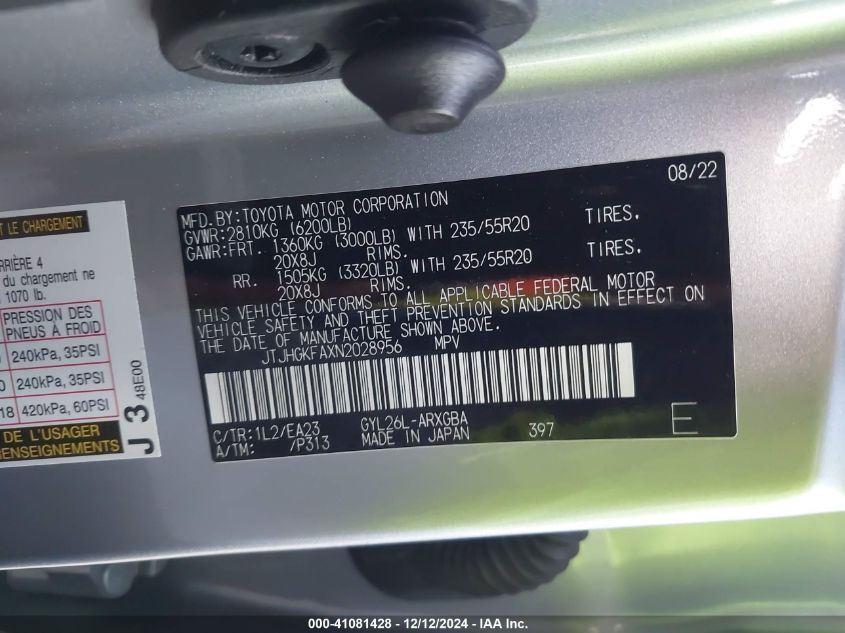 08/22
MFD.BY:TOYOTA MOTOR CORPORATION
GVWR:2810KG (6200LB)
GAWR:FRT. 1360KG (3000LB) WITH 235/55R20 TIRES.
20X8J RIMS.
RR. 1505KG (3320LB) WITH 235/55R20 TIRES.
20X8J RIMS.
THIS VEHICLE CONFORMS TO ALL APPLICABLE FEDERAL MOTOR
VEHICLE SAFETY AND THEFT PREVENTION STANDARDS IN EFFECT ON
THE DATE OF MANUFACTURE SHOWN ABOVE.
JTJHGKFAXN2028956 MPV
C/TR:1L2/EA23 GYL26L-ARXGBA
A/TM: /P313 MADE IN JAPAN 397
E
LE CHARGEMENT
4
du chargement ne
1070 lb.
PRESSION DES
PNEUS À FROID
240kPa, 35PSI
240kPa, 35PSI
420kPa, 60PSI
DE L'USAGER
J 3 48E00
000-41081428 - 12/12/2024 - IAA Inc.